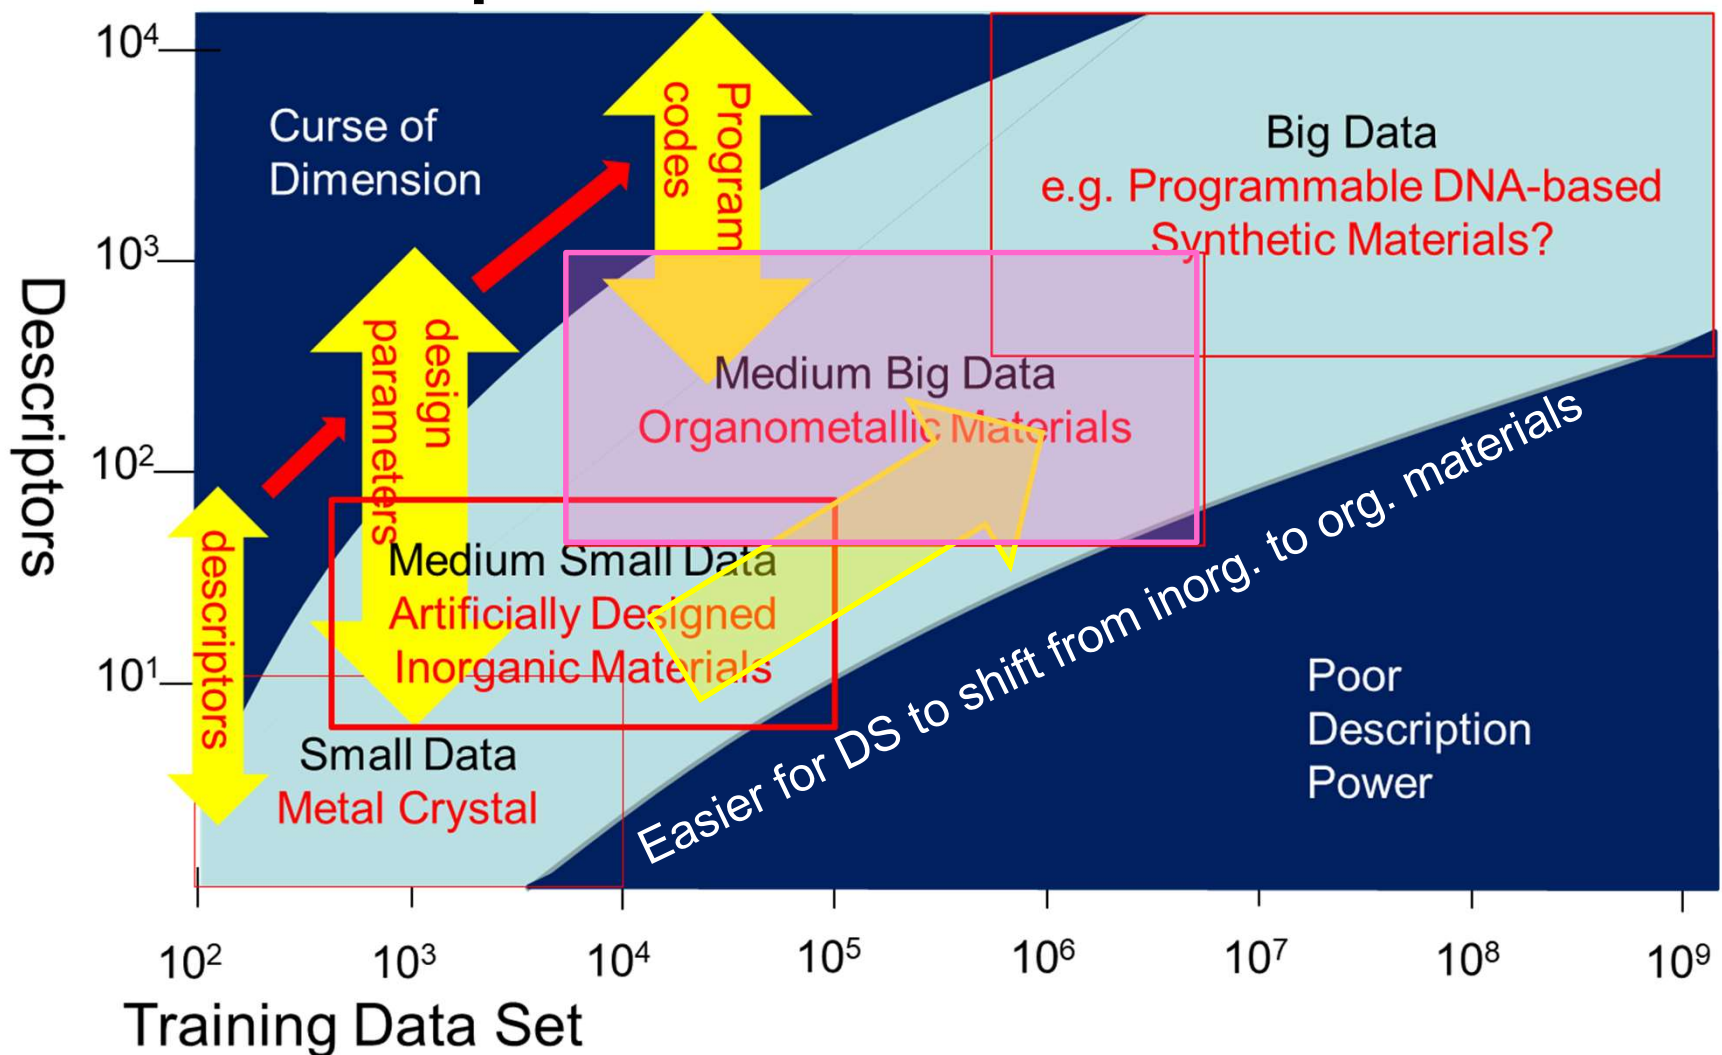 10⁴
Curse of
Dimension
Program
codes
Big Data
e.g. Programmable DNA-based
Synthetic Materials?
10³
Descriptors
design
parameters
Medium Big Data
Organometallic Materials
10²
descriptors
Medium Small Data
Artificially Designed
Inorganic Materials
10¹
Easier for DS to shift from inorg. to org. materials
Poor
Description
Power
Small Data
Metal Crystal
10² 10³ 10⁴ 10⁵ 10⁶ 10⁷ 10⁸ 10⁹
Training Data Set